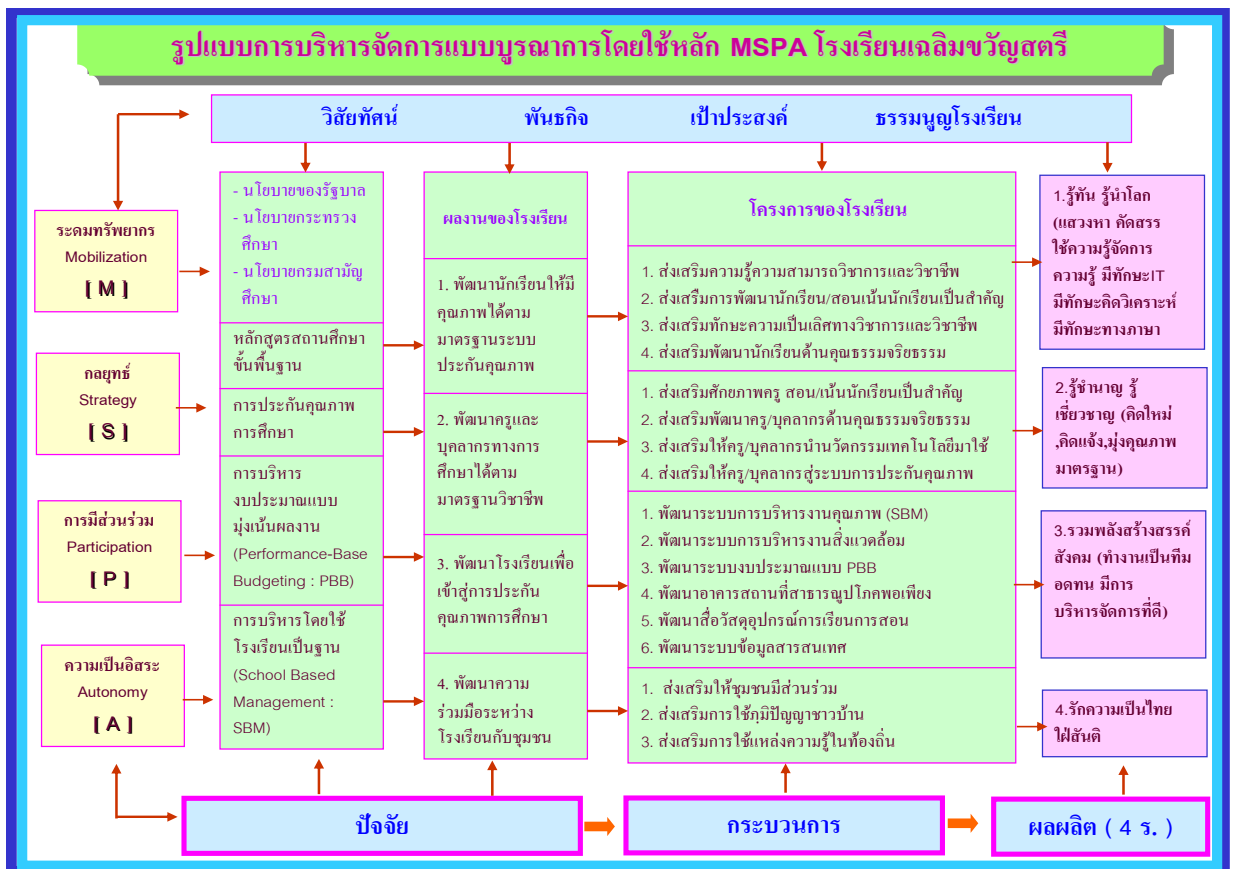 รูปแบบการบริหารจัดการแบบบูรณาการโดยใช้หลัก MSPA โรงเรียนเฉลิมขวัญสตรี
วิสัยทัศน์ พันธกิจ เป้าประสงค์ ธรรมนูญโรงเรียน
ระดมทรัพยากร
Mobilization
[ M ]
กลยุทธ์
Strategy
[ S ]
การมีส่วนร่วม
Participation
[ P ]
ความเป็นอิสระ
Autonomy
[ A ]
- นโยบายของรัฐบาล
- นโยบายกระทรวง
ศึกษา
- นโยบายกรมสามัญ
ศึกษา
หลักสูตรสถานศึกษา
ขั้นพื้นฐาน
การประกันคุณภาพ
การศึกษา
การบริหาร
งบประมาณแบบ
มุ่งเน้นผลงาน
(Performance-Base
Budgeting : PBB)
การบริหารโดยใช้
โรงเรียนเป็นฐาน
(School Based
Management :
SBM)
ผลงานของโรงเรียน
1. พัฒนานักเรียนให้มี
คุณภาพได้ตาม
มาตรฐานระบบ
ประกันคุณภาพ
2. พัฒนาครูและ
บุคลากรทางการ
ศึกษาได้ตาม
มาตรฐานวิชาชีพ
3. พัฒนาโรงเรียนเพื่อ
เข้าสู่การประกัน
คุณภาพการศึกษา
4. พัฒนาความ
ร่วมมือระหว่าง
โรงเรียนกับชุมชน
โครงการของโรงเรียน
1. ส่งเสริมความรู้ความสามารถวิชาการและวิชาชีพ
2. ส่งเสริมการพัฒนานักเรียน/สอนเน้นนักเรียนเป็นสำคัญ
3. ส่งเสริมทักษะความเป็นเลิศทางวิชาการและวิชาชีพ
4. ส่งเสริมพัฒนานักเรียนด้านคุณธรรมจริยธรรม
1. ส่งเสริมศักยภาพครู สอน/เน้นนักเรียนเป็นสำคัญ
2. ส่งเสริมพัฒนาครู/บุคลากรด้านคุณธรรมจริยธรรม
3. ส่งเสริมให้ครู/บุคลากรนำนวัตกรรมเทคโนโลยีมาใช้
4. ส่งเสริมให้ครู/บุคลากรสู่ระบบการประกันคุณภาพ
1. พัฒนาระบบการบริหารงานคุณภาพ (SBM)
2. พัฒนาระบบการบริหารงานสิ่งแวดล้อม
3. พัฒนาระบบงบประมาณแบบ PBB
4. พัฒนาอาคารสถานที่สาธารณูปโภคพอเพียง
5. พัฒนาสื่อวัสดุอุปกรณ์การเรียนการสอน
6. พัฒนาระบบข้อมูลสารสนเทศ
1. ส่งเสริมให้ชุมชนมีส่วนร่วม
2. ส่งเสริมการใช้ภูมิปัญญาชาวบ้าน
3. ส่งเสริมการใช้แหล่งความรู้ในท้องถิ่น
1.รู้ทัน รู้นำโลก
(แสวงหา คัดสรร
ใช้ความรู้จัดการ
ความรู้ มีทักษะIT
มีทักษะคิดวิเคราะห์
มีทักษะทางภาษา
2.รู้ชำนาญ รู้
เชี่ยวชาญ (คิดใหม่
,คิดแจ้ง,มุ่งคุณภาพ
มาตรฐาน)
3.รวมพลังสร้างสรรค์
สังคม (ทำงานเป็นทีม
อดทน มีการ
บริหารจัดการที่ดี)
4.รักความเป็นไทย
ใฝ่สันติ
ปัจจัย กระบวนการ ผลผลิต ( 4 ร. )